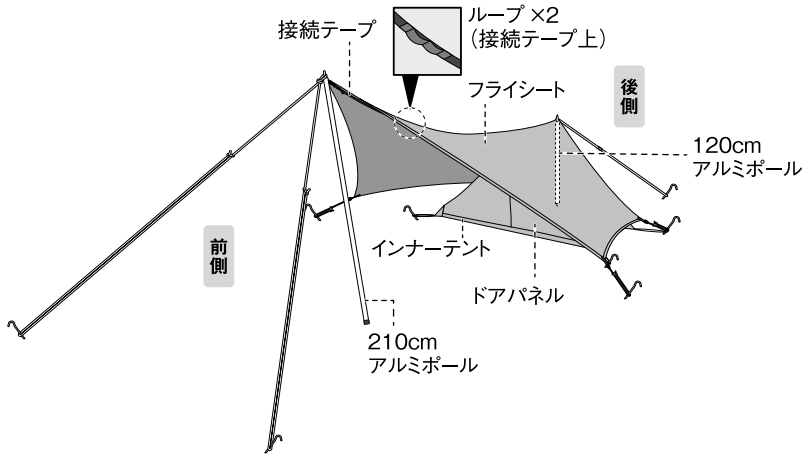 ループ ×2
（接続テープ上）
接続テープ
フライシート
後側
120cm
アルミポール
前側
インナーテント
ドアパネル
210cm
アルミポール